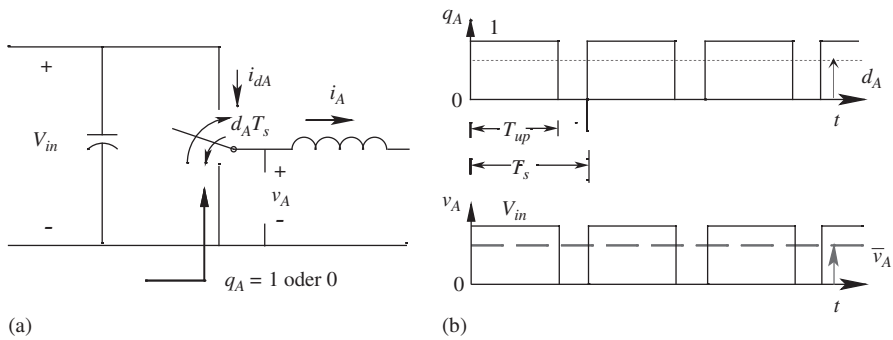 +
V_in
-
i_dA
d_A T_s
i_A
+
v_A
-
q_A = 1 oder 0
(a)
q_A
1
0
d_A
t
T_up
T_s
v_A
V_in
0
v̅_A
t
(b)